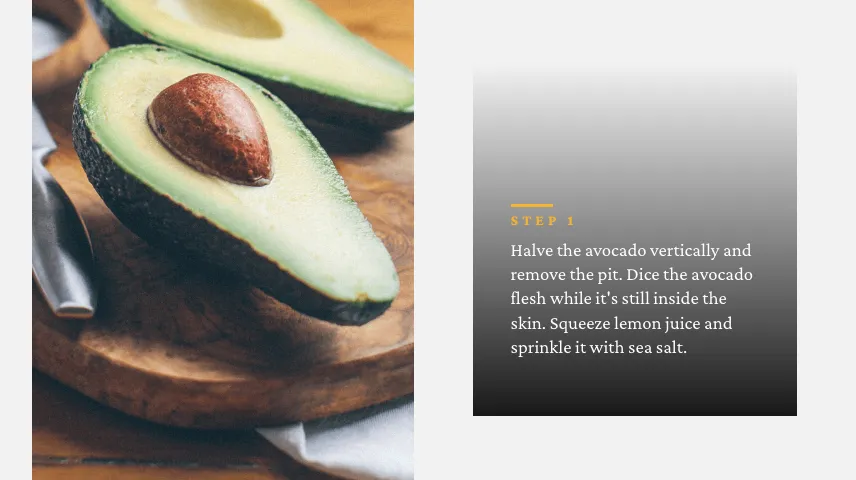 STEP 1
Halve the avocado vertically and
remove the pit. Dice the avocado
flesh while it's still inside the
skin. Squeeze lemon juice and
sprinkle it with sea salt.